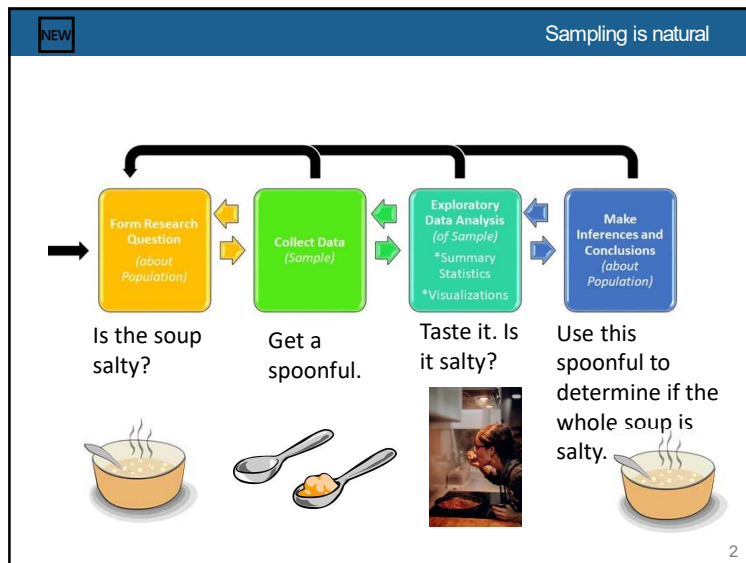 NEW
Sampling is natural
Form Research
Question
(about
Population)
Collect Data
(Sample)
Exploratory
Data Analysis
(of Sample)
*Summary
Statistics
*Visualizations
Make
Inferences and
Conclusions
(about
Population)
Is the soup
salty?
Get a
spoonful.
Taste it. Is
it salty?
Use this
spoonful to
determine if the
whole soup is
salty.
2